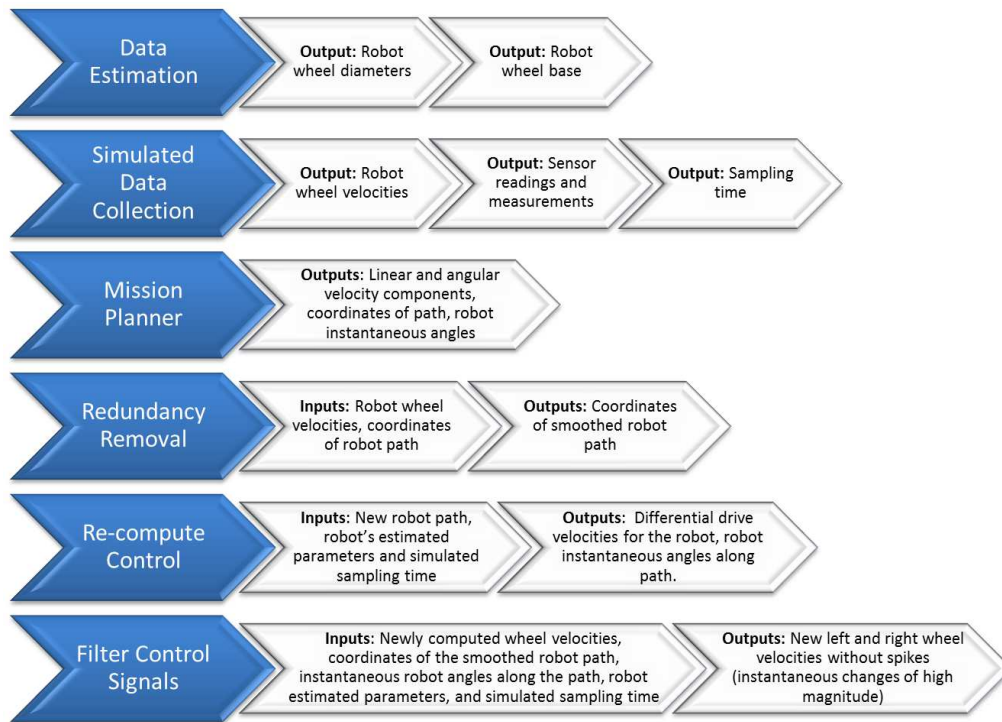 Data
Estimation
Output: Robot
wheel diameters
Output: Robot
wheel base
Simulated
Data
Collection
Output: Robot
wheel velocities
Output: Sensor
readings and
measurements
Output: Sampling
time
Mission
Planner
Outputs: Linear and angular
velocity components,
coordinates of path, robot
instantaneous angles
Redundancy
Removal
Inputs: Robot wheel
velocities, coordinates
of robot path
Outputs: Coordinates
of smoothed robot
path
Re-compute
Control
Inputs: New robot path,
robot’s estimated
parameters and simulated
sampling time
Outputs: Differential drive
velocities for the robot, robot
instantaneous angles along
path.
Filter Control
Signals
Inputs: Newly computed wheel velocities,
coordinates of the smoothed robot path,
instantaneous robot angles along the path, robot
estimated parameters, and simulated sampling time
Outputs: New left and right wheel
velocities without spikes
(instantaneous changes of high
magnitude)